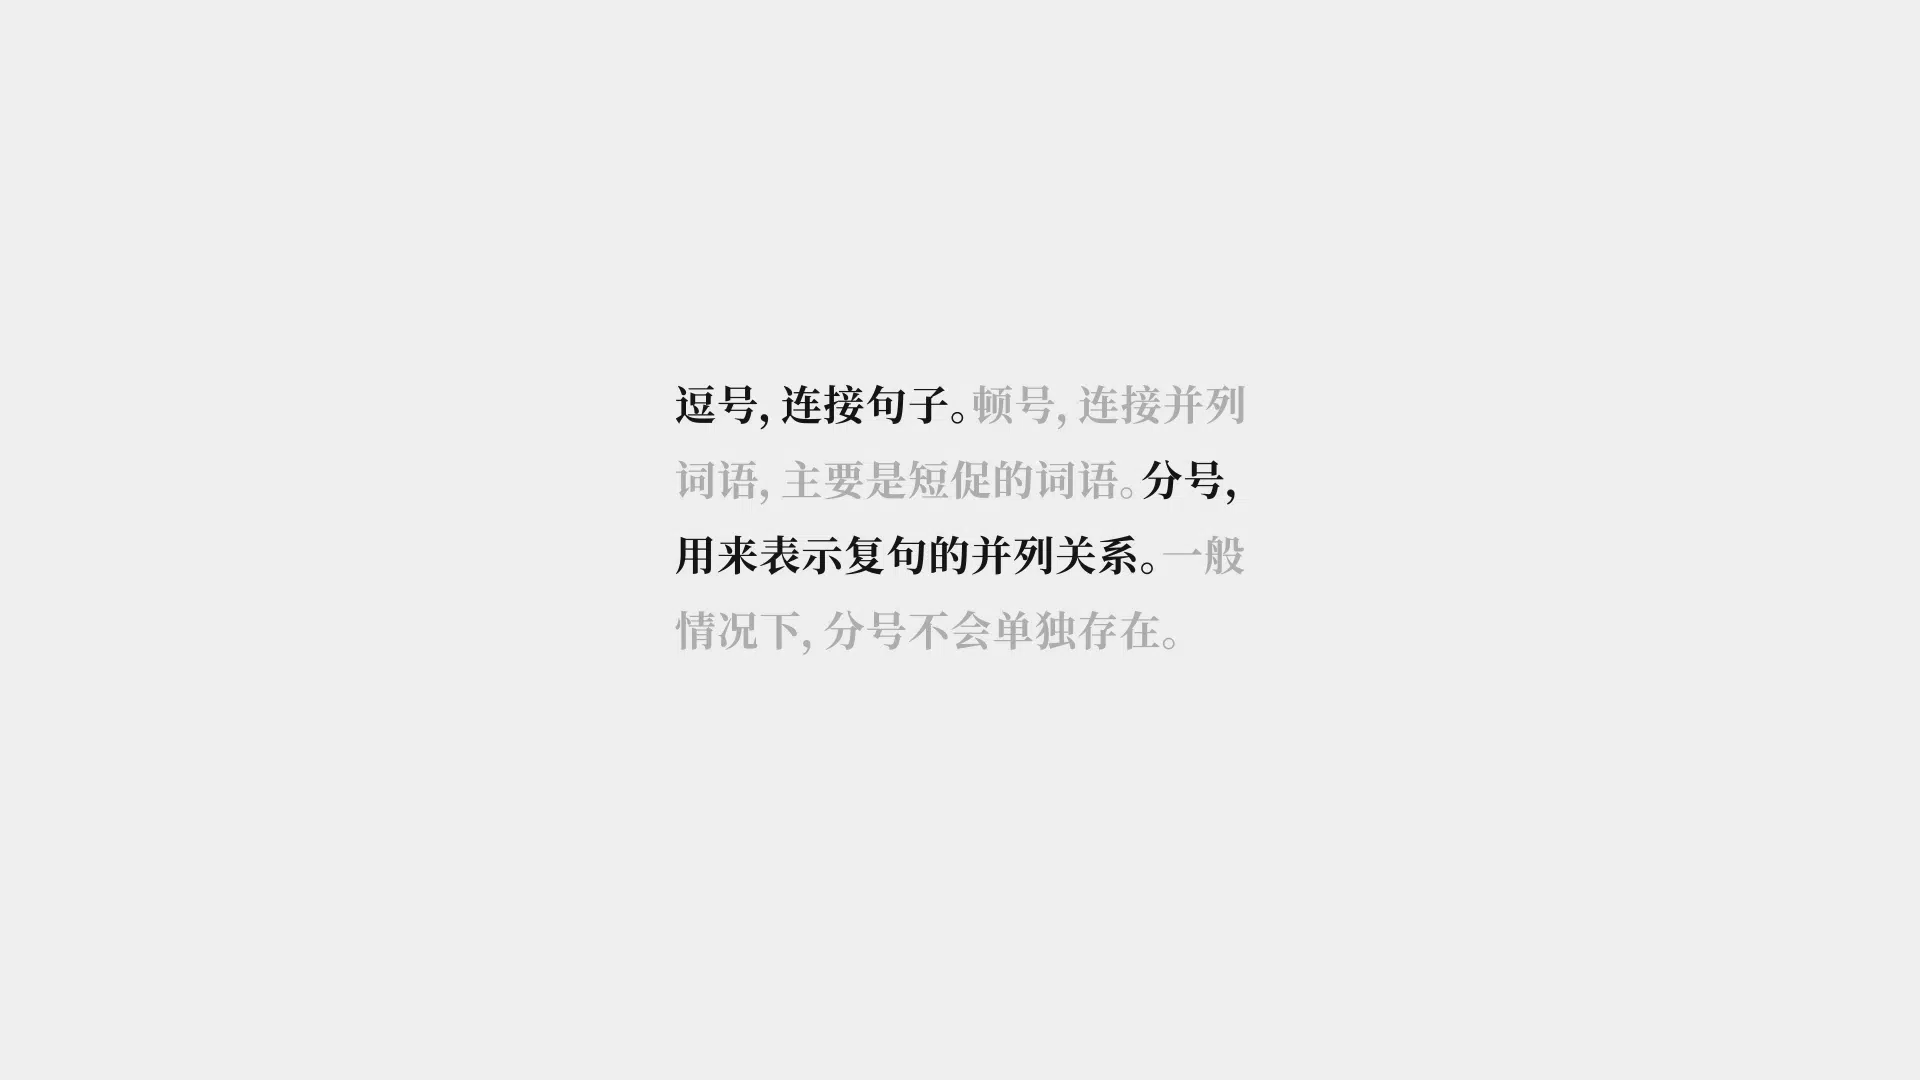 逗号，连接句子。顿号，连接并列
词语，主要是短促的词语。分号，
用来表示复句的并列关系。一般
情况下，分号不会单独存在。